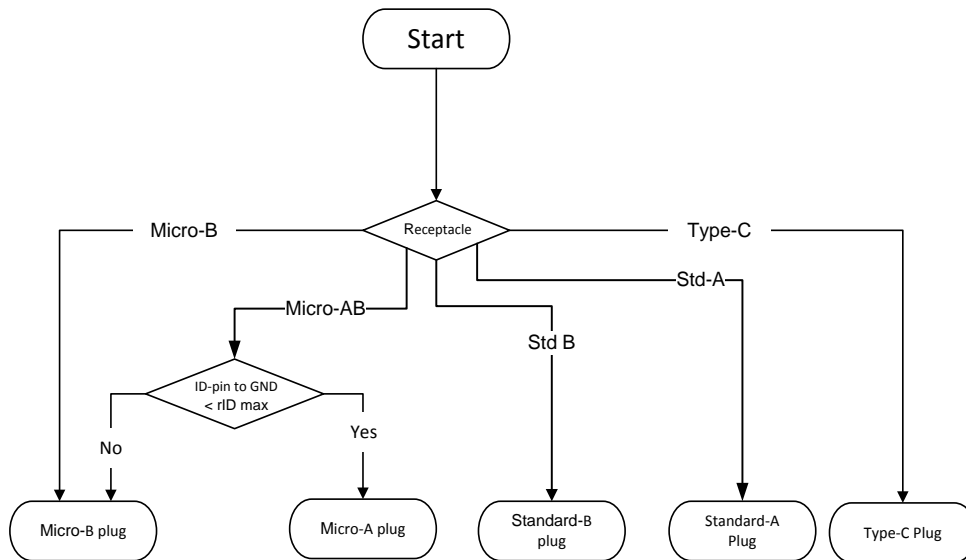 Start
Receptacle
Micro-B
Type-C
Std-A
Micro-AB
Std B
ID-pin to GND
< rID max
No
Yes
Micro-B plug
Micro-A plug
Standard-B
plug
Standard-A
Plug
Type-C Plug